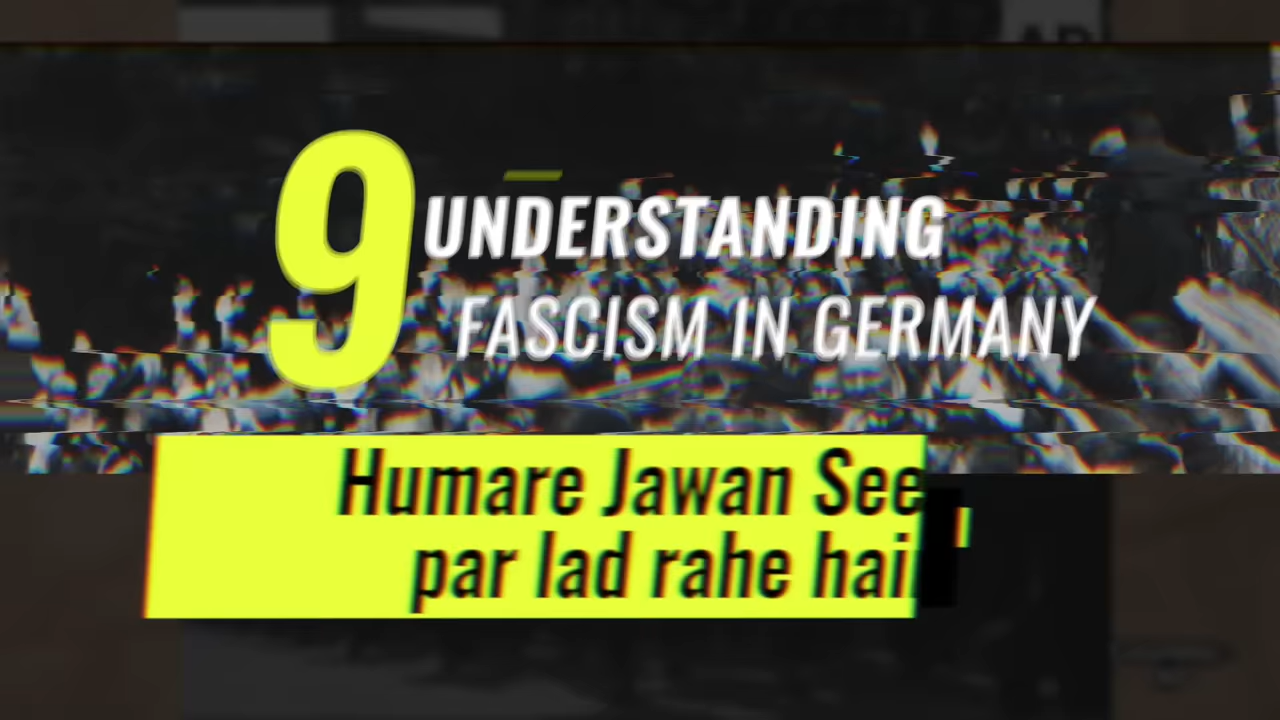 9
UNDERSTANDING
FASCISM IN GERMANY
Humare Jawan See
par lad rahe hai